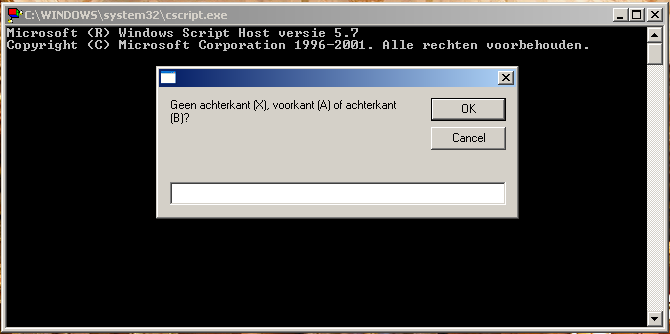 C:\WINDOWS\system32\cscript.exe
Microsoft (R) Windows Script Host versie 5.7
Copyright (C) Microsoft Corporation 1996-2001. Alle rechten voorbehouden.
Geen achterkant (X), voorkant (A) of achterkant
(B)?
OK
Cancel